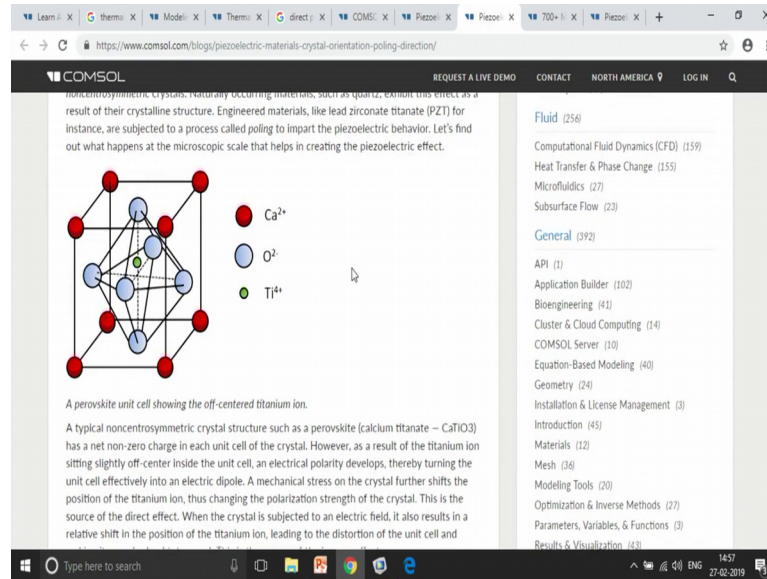 Learn A
therma
Modeli
Therma
direct p
COMSO
Piezoel
Piezoel
700+ M
Piezoel
https://www.comsol.com/blogs/piezoelectric-materials-crystal-orientation-poling-direction/
COMSOL
REQUEST A LIVE DEMO
CONTACT
NORTH AMERICA
LOG IN
noncentrosymmetric crystals. Naturally occurring materials, such as quartz, exhibit this effect as a
result of their crystalline structure. Engineered materials, like lead zirconate titanate (PZT) for
instance, are subjected to a process called poling to impart the piezoelectric behavior. Let's find
out what happens at the microscopic scale that helps in creating the piezoelectric effect.
Ca²⁺
O²⁻
Ti⁴⁺
A perovskite unit cell showing the off-centered titanium ion.
A typical noncentrosymmetric crystal structure such as a perovskite (calcium titanate – CaTiO3)
has a net non-zero charge in each unit cell of the crystal. However, as a result of the titanium ion
sitting slightly off-center inside the unit cell, an electrical polarity develops, thereby turning the
unit cell effectively into an electric dipole. A mechanical stress on the crystal further shifts the
position of the titanium ion, thus changing the polarization strength of the crystal. This is the
source of the direct effect. When the crystal is subjected to an electric field, it also results in a
relative shift in the position of the titanium ion, leading to the distortion of the unit cell and
Fluid (256)
Computational Fluid Dynamics (CFD) (159)
Heat Transfer & Phase Change (155)
Microfluidics (27)
Subsurface Flow (23)
General (392)
API (1)
Application Builder (102)
Bioengineering (41)
Cluster & Cloud Computing (14)
COMSOL Server (10)
Equation-Based Modeling (40)
Geometry (24)
Installation & License Management (3)
Introduction (45)
Materials (12)
Mesh (36)
Modeling Tools (20)
Optimization & Inverse Methods (27)
Parameters, Variables, & Functions (3)
Results & Visualization (43)
Type here to search
ENG
14:57
27-02-2019